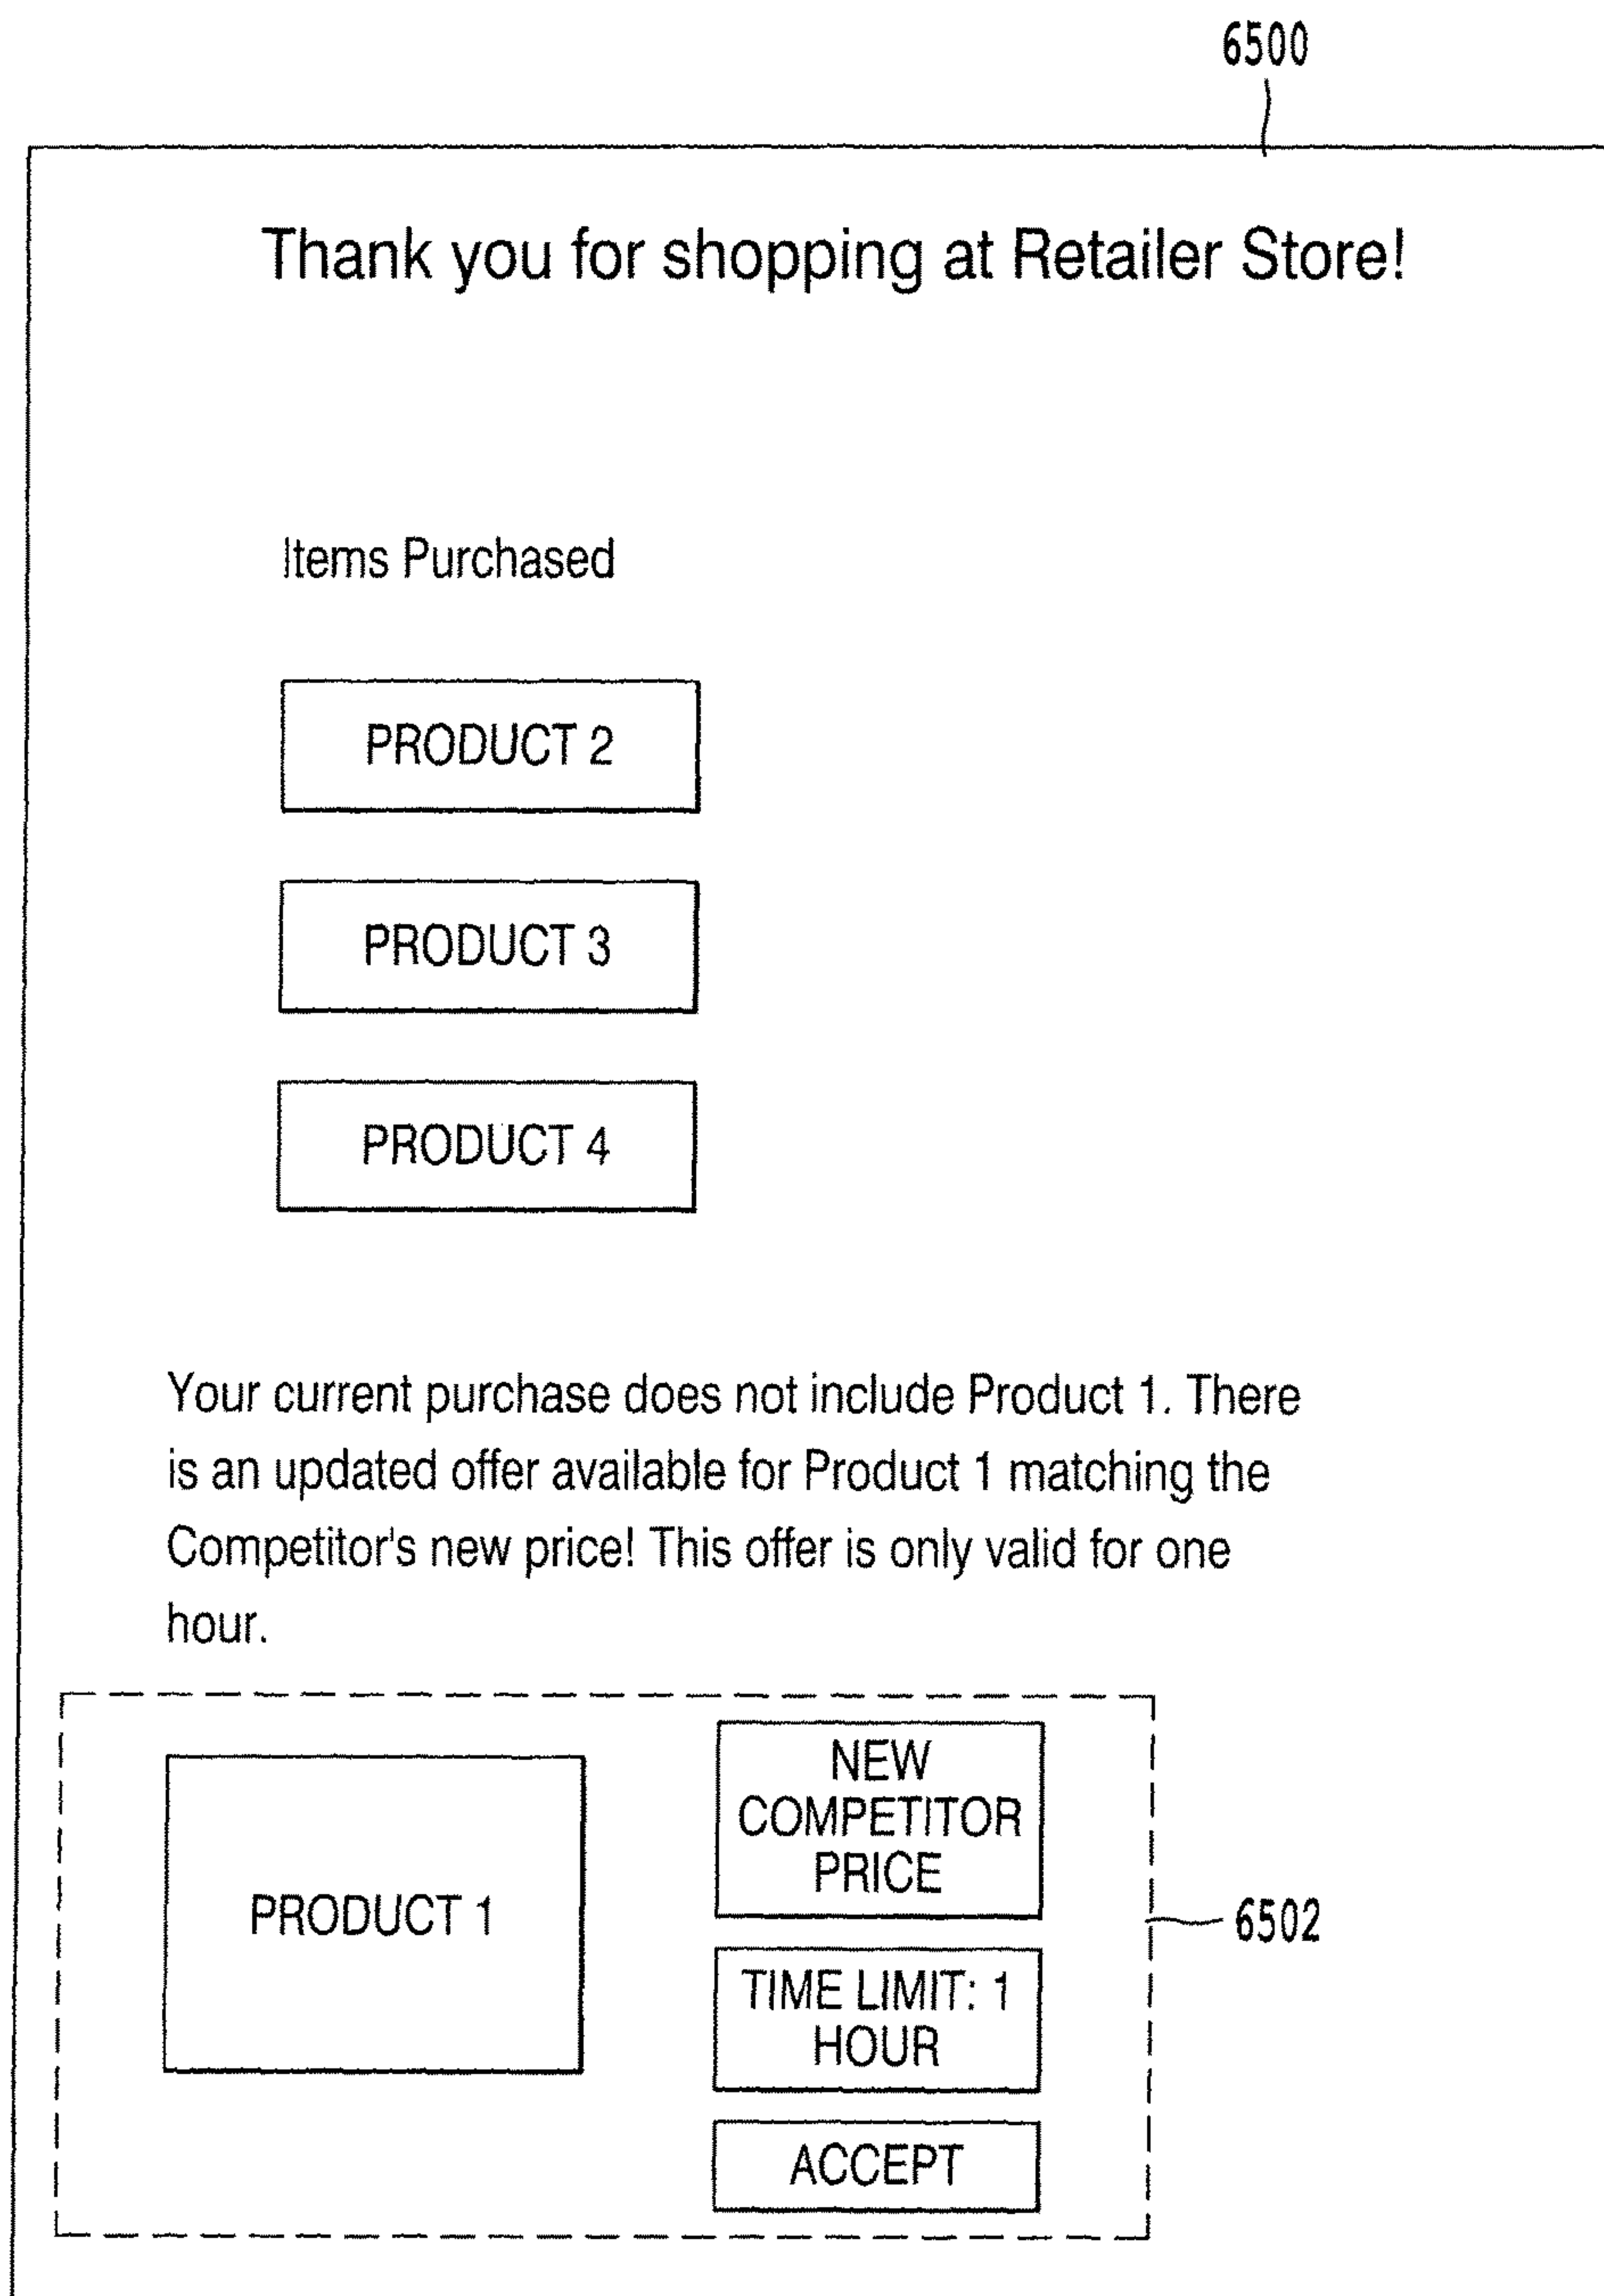 6500
Thank you for shopping at Retailer Store!
Items Purchased
PRODUCT 2
PRODUCT 3
PRODUCT 4
Your current purchase does not include Product 1. There
is an updated offer available for Product 1 matching the
Competitor's new price! This offer is only valid for one
hour.
PRODUCT 1
NEW
COMPETITOR
PRICE
TIME LIMIT: 1
HOUR
ACCEPT
6502